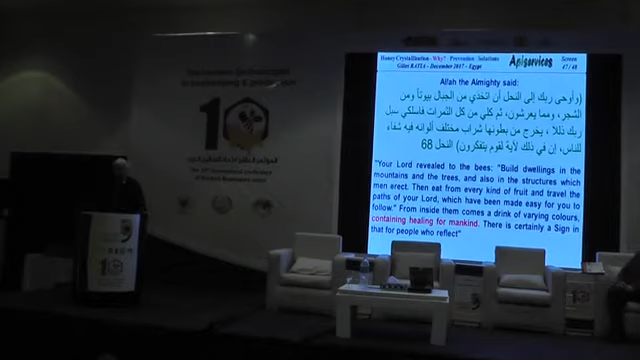 Honey Crystallization - Why? - Prevention - Solutions
Gilles RATIA - December 2017 - Egypt
Apiservices
Screen
47 / 48
Allah the Almighty said:
(وأوحى ربك إلى النحل أن اتخذي من الجبال بيوتاً ومن
الشجر، ومما يعرشون، ثم كلي من كل الثمرات فاسلكي سبل
ربك ذللا ، يخرج من بطونها شراب مختلف ألوانه فيه شفاء
للناس، إن في ذلك لآية لقوم يتفكرون) النحل 68
"Your Lord revealed to the bees: "Build dwellings in the
mountains and the trees, and also in the structures which
men erect. Then eat from every kind of fruit and travel the
paths of your Lord, which have been made easy for you to
follow." From inside them comes a drink of varying colours,
containing healing for mankind. There is certainly a Sign in
that for people who reflect"
10
10